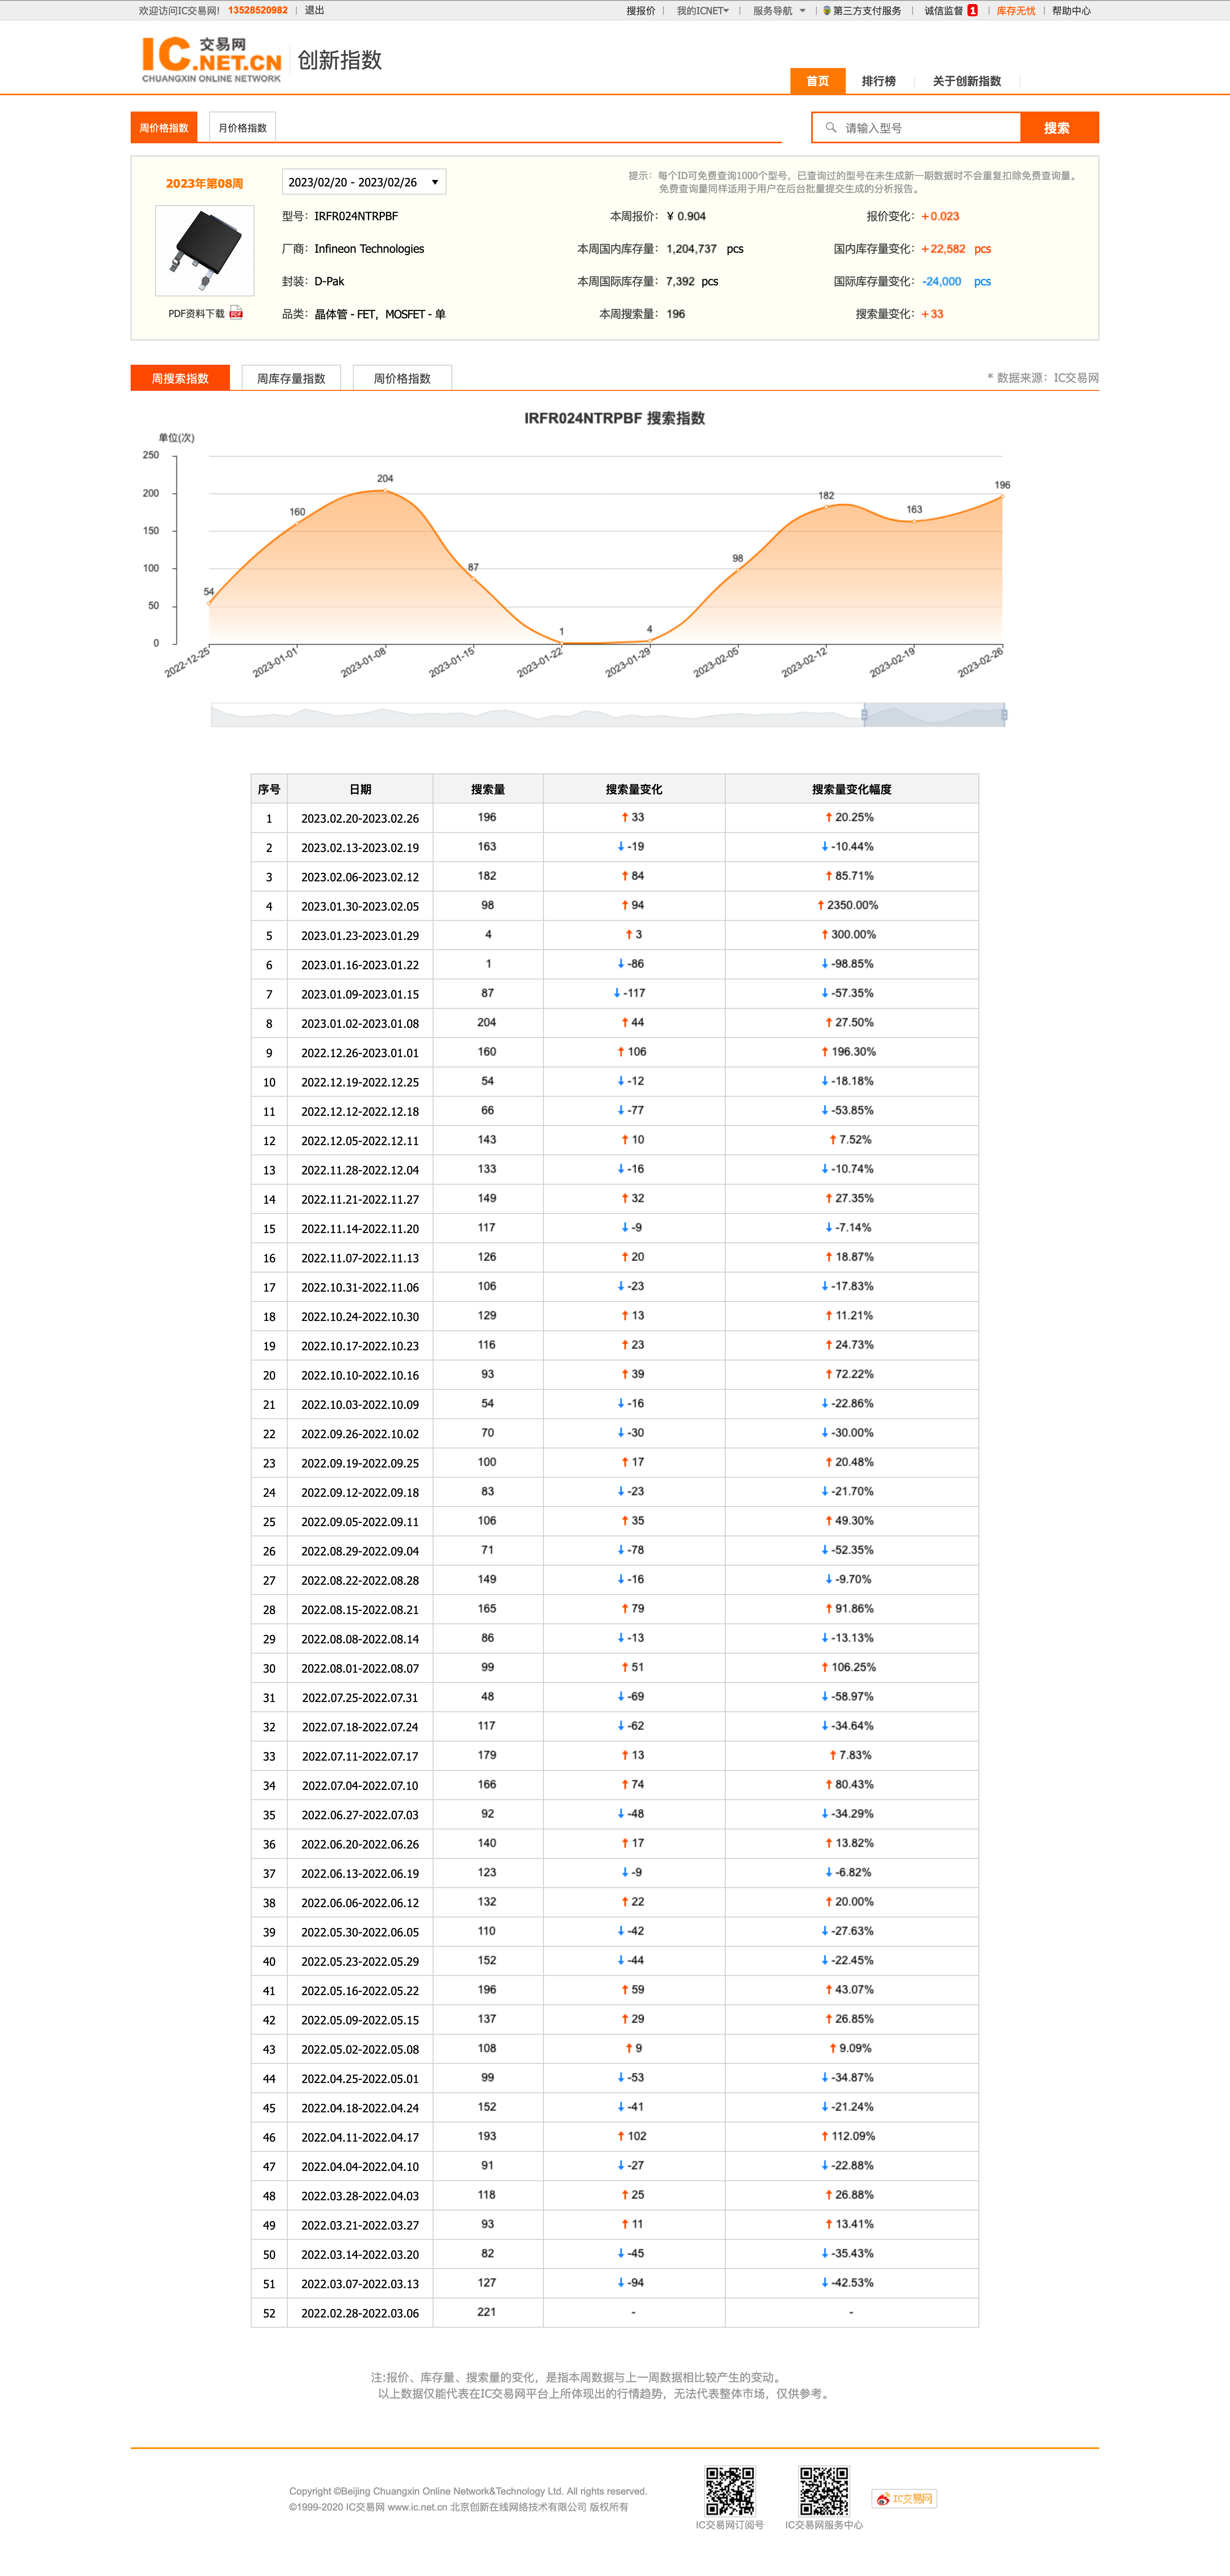 欢迎访问IC交易网! 13528520982 | 退出 搜报价 | 我的ICNET | 服务导航 | 第三方支付服务 | 诚信监督 1 | 库存无忧 | 帮助中心
IC交易网
.NET.CN
CHUANGXIN ONLINE NETWORK
创新指数
首页 排行榜 关于创新指数
周价格指数 月价格指数 请输入型号 搜索
2023年第08周 2023/02/20 - 2023/02/26
提示：每个ID可免费查询1000个型号，已查询过的型号在未生成新一期数据时不会重复扣除免费查询量。
免费查询量同样适用于用户在后台批量提交生成的分析报告。
型号：IRFR024NTRPBF 本周报价：¥ 0.904 报价变化：+0.023
厂商：Infineon Technologies 本周国内库存量：1,204,737 pcs 国内库存量变化：+22,582 pcs
封装：D-Pak 本周国际库存量：7,392 pcs 国际库存量变化：-24,000 pcs
PDF资料下载 PDF 品类：晶体管 - FET，MOSFET - 单 本周搜索量：196 搜索量变化：+33
周搜索指数 周库存量指数 周价格指数 * 数据来源：IC交易网
IRFR024NTRPBF 搜索指数
单位(次)
250
200
150
100
50
0
54 160 204 87 1 4 98 182 163 196
2022-12-25 2023-01-01 2023-01-08 2023-01-15 2023-01-22 2023-01-29 2023-02-05 2023-02-12 2023-02-19 2023-02-26
序号 日期 搜索量 搜索量变化 搜索量变化幅度
1 2023.02.20-2023.02.26 196 ↑33 ↑20.25%
2 2023.02.13-2023.02.19 163 ↓-19 ↓-10.44%
3 2023.02.06-2023.02.12 182 ↑84 ↑85.71%
4 2023.01.30-2023.02.05 98 ↑94 ↑2350.00%
5 2023.01.23-2023.01.29 4 ↑3 ↑300.00%
6 2023.01.16-2023.01.22 1 ↓-86 ↓-98.85%
7 2023.01.09-2023.01.15 87 ↓-117 ↓-57.35%
8 2023.01.02-2023.01.08 204 ↑44 ↑27.50%
9 2022.12.26-2023.01.01 160 ↑106 ↑196.30%
10 2022.12.19-2022.12.25 54 ↓-12 ↓-18.18%
11 2022.12.12-2022.12.18 66 ↓-77 ↓-53.85%
12 2022.12.05-2022.12.11 143 ↑10 ↑7.52%
13 2022.11.28-2022.12.04 133 ↓-16 ↓-10.74%
14 2022.11.21-2022.11.27 149 ↑32 ↑27.35%
15 2022.11.14-2022.11.20 117 ↓-9 ↓-7.14%
16 2022.11.07-2022.11.13 126 ↑20 ↑18.87%
17 2022.10.31-2022.11.06 106 ↓-23 ↓-17.83%
18 2022.10.24-2022.10.30 129 ↑13 ↑11.21%
19 2022.10.17-2022.10.23 116 ↑23 ↑24.73%
20 2022.10.10-2022.10.16 93 ↑39 ↑72.22%
21 2022.10.03-2022.10.09 54 ↓-16 ↓-22.86%
22 2022.09.26-2022.10.02 70 ↓-30 ↓-30.00%
23 2022.09.19-2022.09.25 100 ↑17 ↑20.48%
24 2022.09.12-2022.09.18 83 ↓-23 ↓-21.70%
25 2022.09.05-2022.09.11 106 ↑35 ↑49.30%
26 2022.08.29-2022.09.04 71 ↓-78 ↓-52.35%
27 2022.08.22-2022.08.28 149 ↓-16 ↓-9.70%
28 2022.08.15-2022.08.21 165 ↑79 ↑91.86%
29 2022.08.08-2022.08.14 86 ↓-13 ↓-13.13%
30 2022.08.01-2022.08.07 99 ↑51 ↑106.25%
31 2022.07.25-2022.07.31 48 ↓-69 ↓-58.97%
32 2022.07.18-2022.07.24 117 ↓-62 ↓-34.64%
33 2022.07.11-2022.07.17 179 ↑13 ↑7.83%
34 2022.07.04-2022.07.10 166 ↑74 ↑80.43%
35 2022.06.27-2022.07.03 92 ↓-48 ↓-34.29%
36 2022.06.20-2022.06.26 140 ↑17 ↑13.82%
37 2022.06.13-2022.06.19 123 ↓-9 ↓-6.82%
38 2022.06.06-2022.06.12 132 ↑22 ↑20.00%
39 2022.05.30-2022.06.05 110 ↓-42 ↓-27.63%
40 2022.05.23-2022.05.29 152 ↓-44 ↓-22.45%
41 2022.05.16-2022.05.22 196 ↑59 ↑43.07%
42 2022.05.09-2022.05.15 137 ↑29 ↑26.85%
43 2022.05.02-2022.05.08 108 ↑9 ↑9.09%
44 2022.04.25-2022.05.01 99 ↓-53 ↓-34.87%
45 2022.04.18-2022.04.24 152 ↓-41 ↓-21.24%
46 2022.04.11-2022.04.17 193 ↑102 ↑112.09%
47 2022.04.04-2022.04.10 91 ↓-27 ↓-22.88%
48 2022.03.28-2022.04.03 118 ↑25 ↑26.88%
49 2022.03.21-2022.03.27 93 ↑11 ↑13.41%
50 2022.03.14-2022.03.20 82 ↓-45 ↓-35.43%
51 2022.03.07-2022.03.13 127 ↓-94 ↓-42.53%
52 2022.02.28-2022.03.06 221 - -
注:报价、库存量、搜索量的变化，是指本周数据与上一周数据相比较产生的变动。
以上数据仅能代表在IC交易网平台上所体现出的行情趋势，无法代表整体市场，仅供参考。
Copyright ©Beijing Chuangxin Online Network&Technology Ltd. All rights reserved.
©1999-2020 IC交易网 www.ic.net.cn 北京创新在线网络技术有限公司 版权所有
IC交易网订阅号 IC交易网服务中心 IC交易网